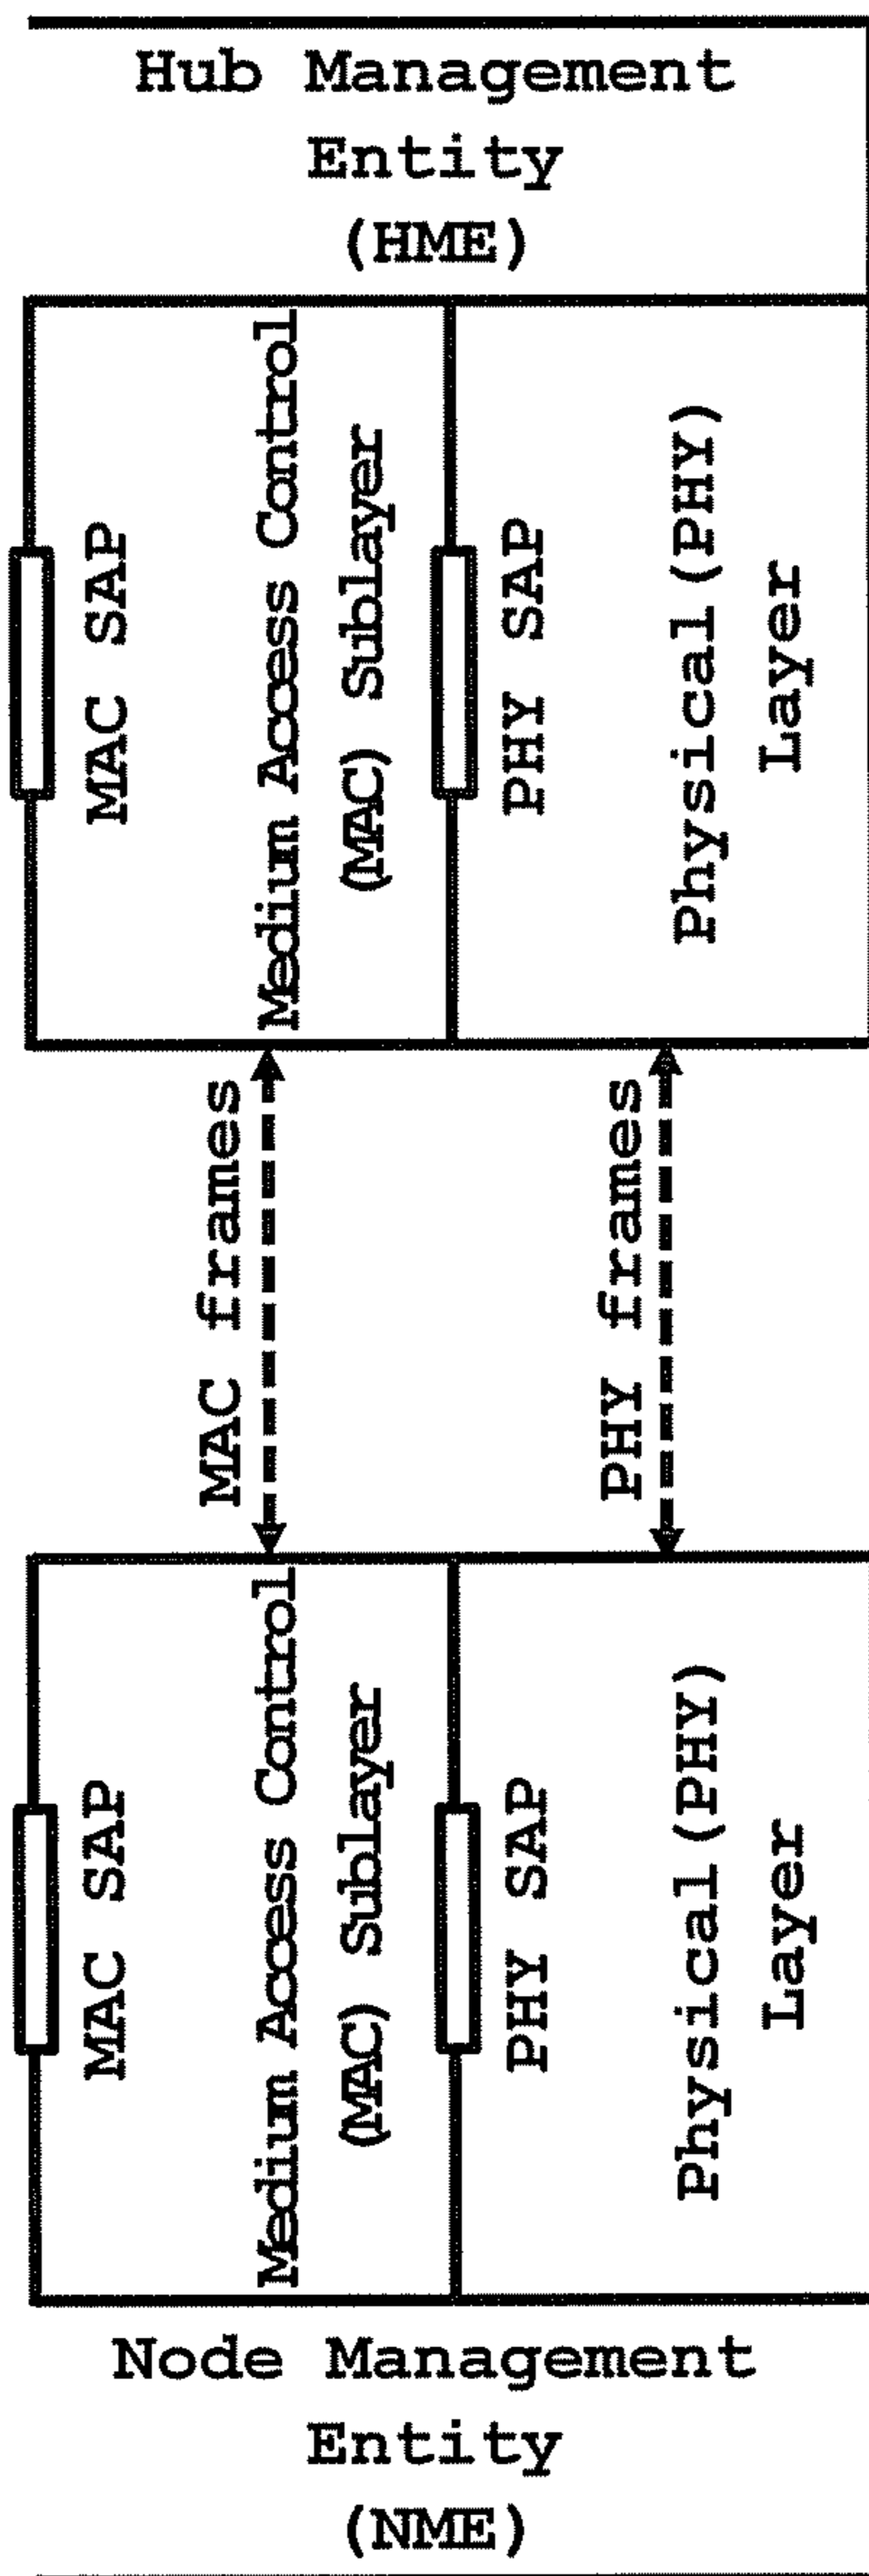 Hub Management
Entity
(HME)
MAC SAP
Medium Access Control
(MAC) Sublayer
PHY SAP
Physical (PHY)
Layer
MAC frames
PHY frames
MAC SAP
Medium Access Control
(MAC) Sublayer
PHY SAP
Physical (PHY)
Layer
Node Management
Entity
(NME)